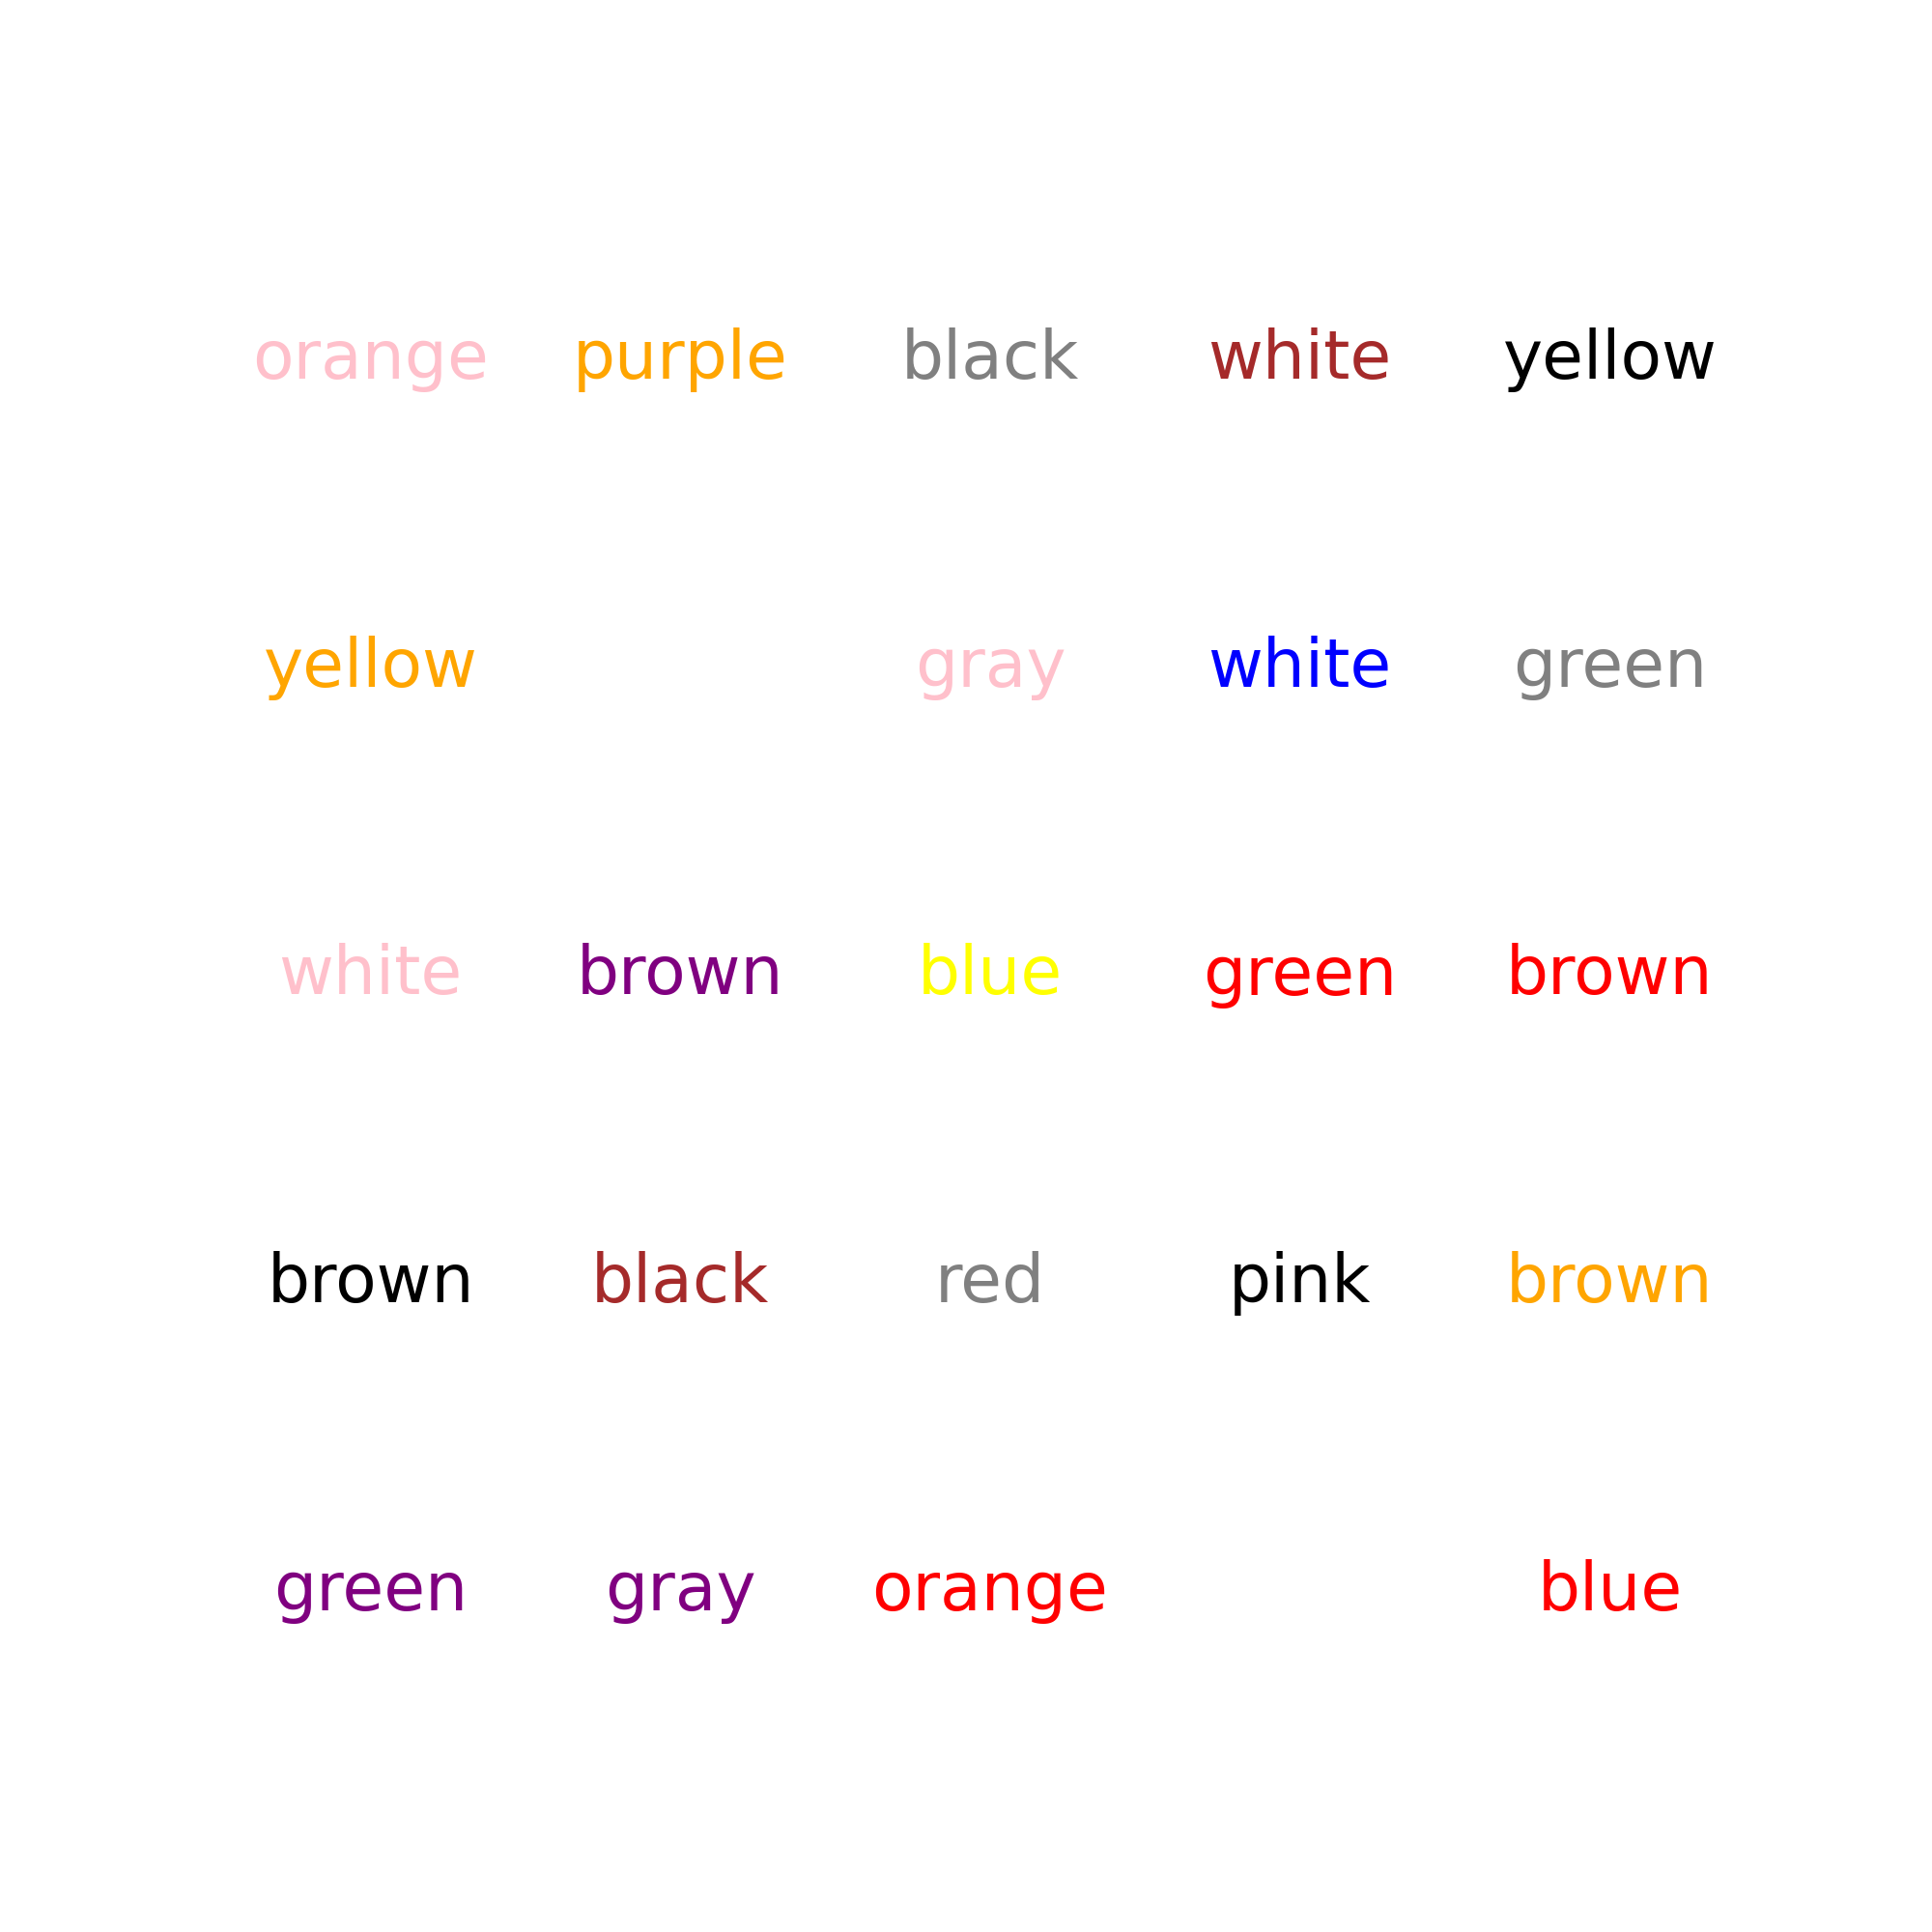 orange purple black white yellow
yellow gray white green
white brown blue green brown
brown black red pink brown
green gray orange blue